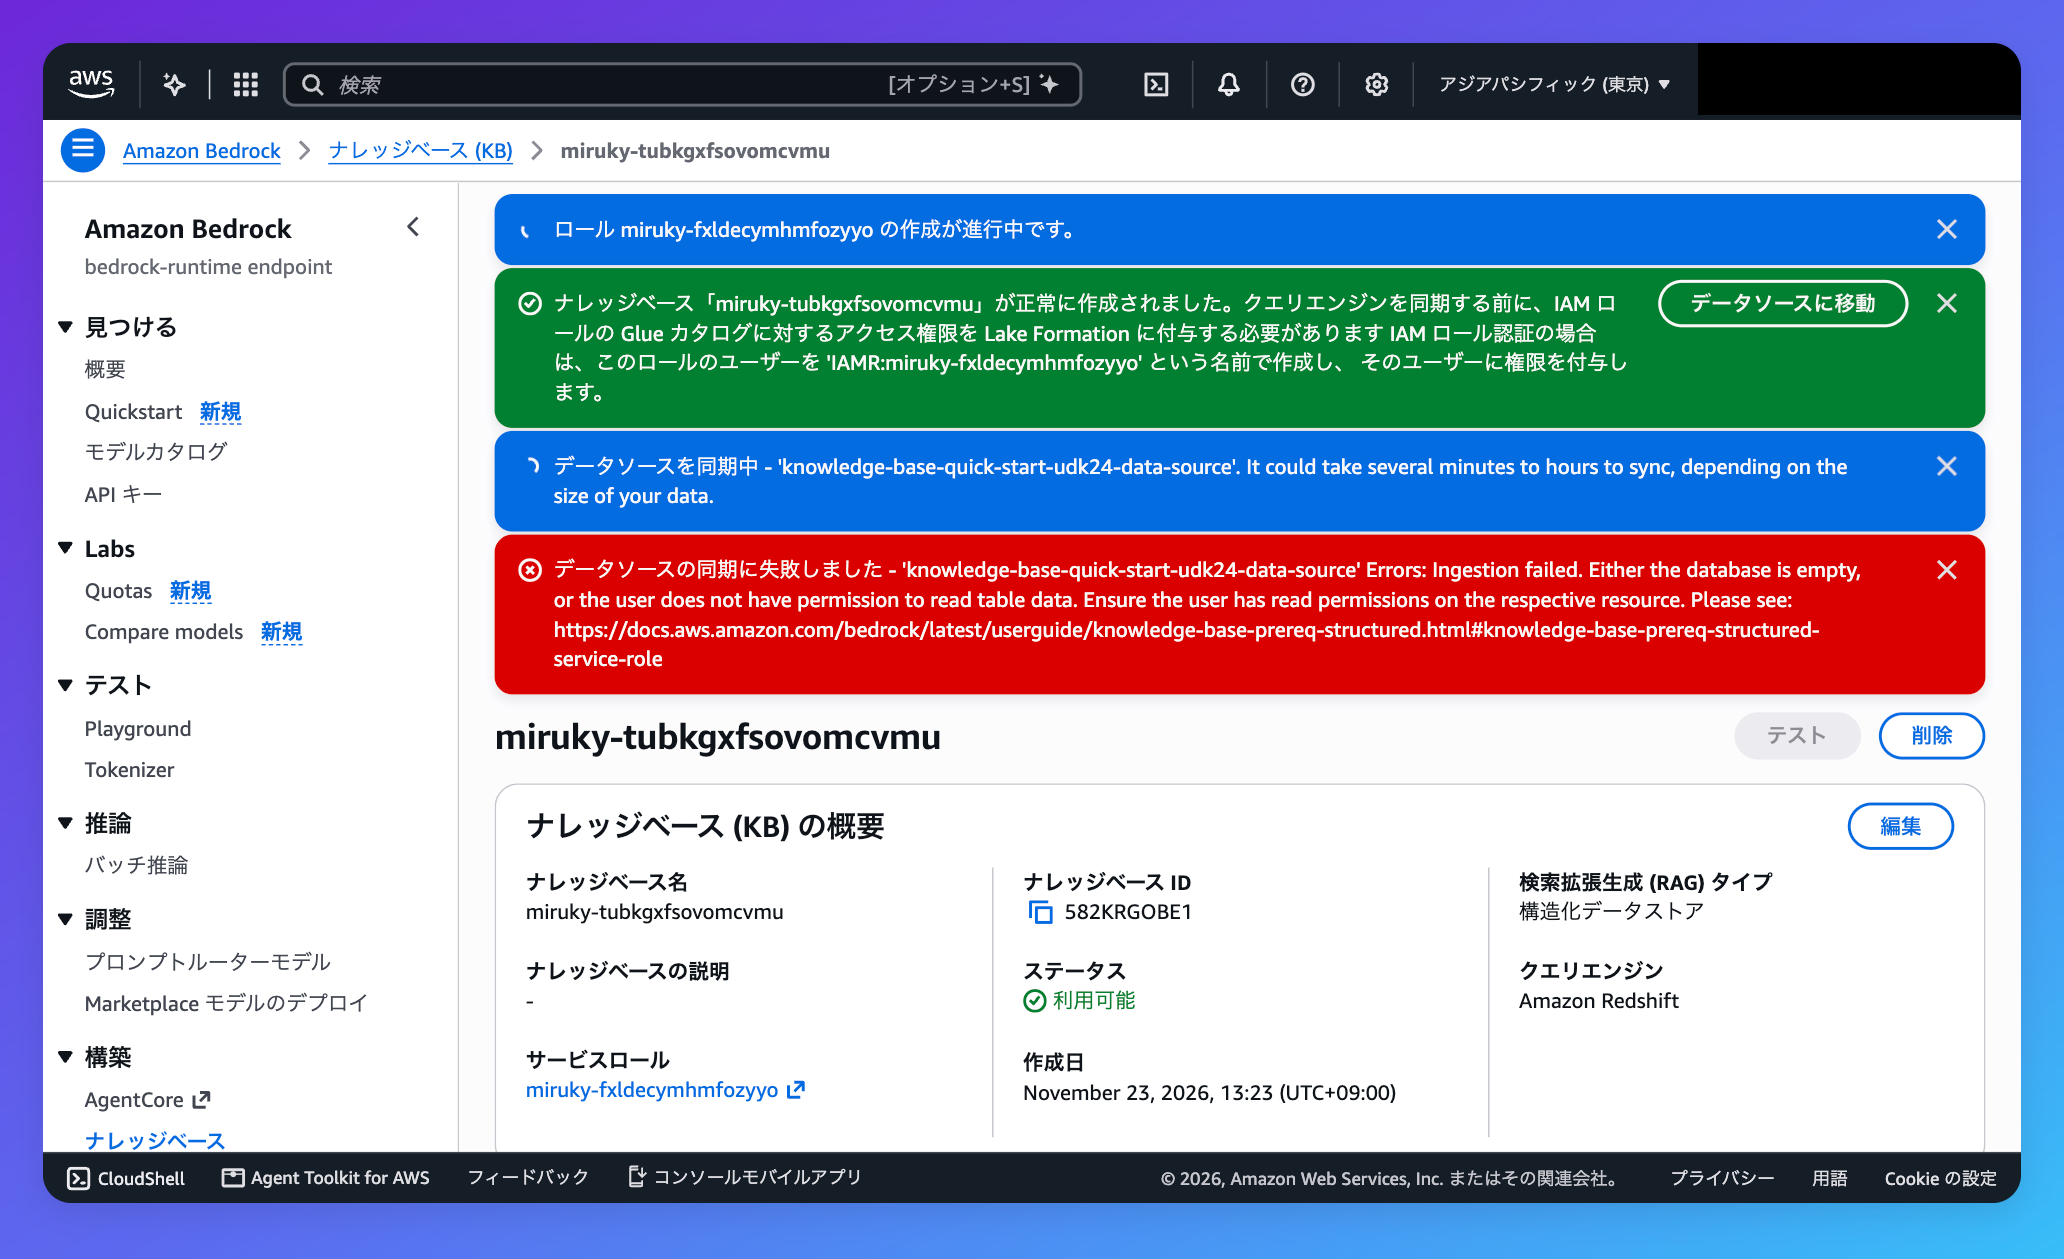 aws
検索
[オプション+S]
アジアパシフィック (東京) ▼
Amazon Bedrock
ナレッジベース (KB)
miruky-tubkgxfsovomcvmu
Amazon Bedrock
bedrock-runtime endpoint
見つける
概要
Quickstart 新規
モデルカタログ
API キー
Labs
Quotas 新規
Compare models 新規
テスト
Playground
Tokenizer
推論
バッチ推論
調整
プロンプトルーターモデル
Marketplace モデルのデプロイ
構築
AgentCore
ナレッジベース
ロール miruky-fxldecymhmfozyyo の作成が進行中です。
ナレッジベース「miruky-tubkgxfsovomcvmu」が正常に作成されました。クエリエンジンを同期する前に、IAM ロ
ールの Glue カタログに対するアクセス権限を Lake Formation に付与する必要があります IAM ロール認証の場合
は、このロールのユーザーを 'IAMR:miruky-fxldecymhmfozyyo' という名前で作成し、 そのユーザーに権限を付与し
ます。
データソースに移動
データソースを同期中 - 'knowledge-base-quick-start-udk24-data-source'. It could take several minutes to hours to sync, depending on the
size of your data.
データソースの同期に失敗しました - 'knowledge-base-quick-start-udk24-data-source' Errors: Ingestion failed. Either the database is empty,
or the user does not have permission to read table data. Ensure the user has read permissions on the respective resource. Please see:
https://docs.aws.amazon.com/bedrock/latest/userguide/knowledge-base-prereq-structured.html#knowledge-base-prereq-structured-
service-role
miruky-tubkgxfsovomcvmu
テスト
削除
ナレッジベース (KB) の概要
編集
ナレッジベース名
miruky-tubkgxfsovomcvmu
ナレッジベースの説明
-
サービスロール
miruky-fxldecymhmfozyyo
ナレッジベース ID
582KRGOBE1
ステータス
利用可能
作成日
November 23, 2026, 13:23 (UTC+09:00)
検索拡張生成 (RAG) タイプ
構造化データストア
クエリエンジン
Amazon Redshift
CloudShell
Agent Toolkit for AWS
フィードバック
コンソールモバイルアプリ
© 2026, Amazon Web Services, Inc. またはその関連会社。
プライバシー
用語
Cookie の設定